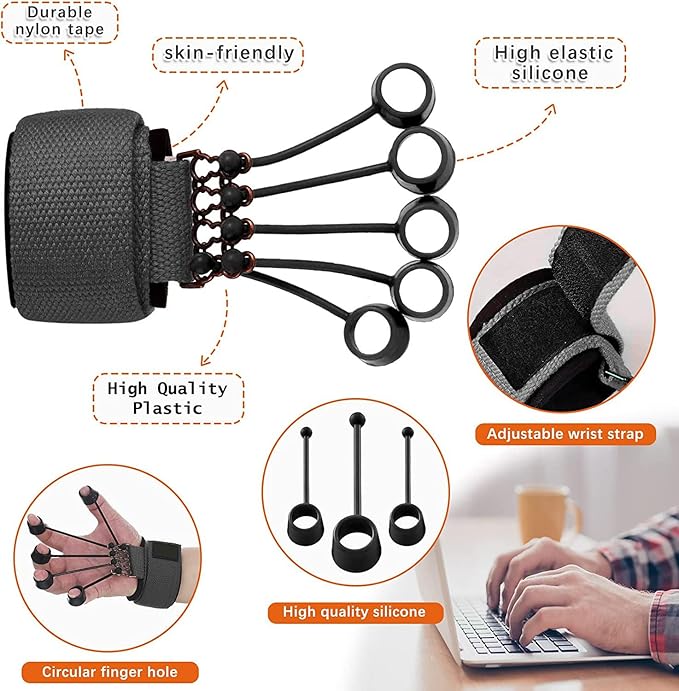 Durable
nylon tape
skin-friendly
High elastic
silicone
High Quality
Plastic
Adjustable wrist strap
High quality silicone
Circular finger hole